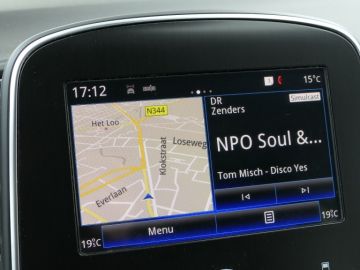 17:12
15°C
N344
Het Loo
Loseweg
Klokstraat
Everlaan
DR
Simulcast
Zenders
NPO Soul &...
Tom Misch - Disco Yes
Menu
19°C
19°C